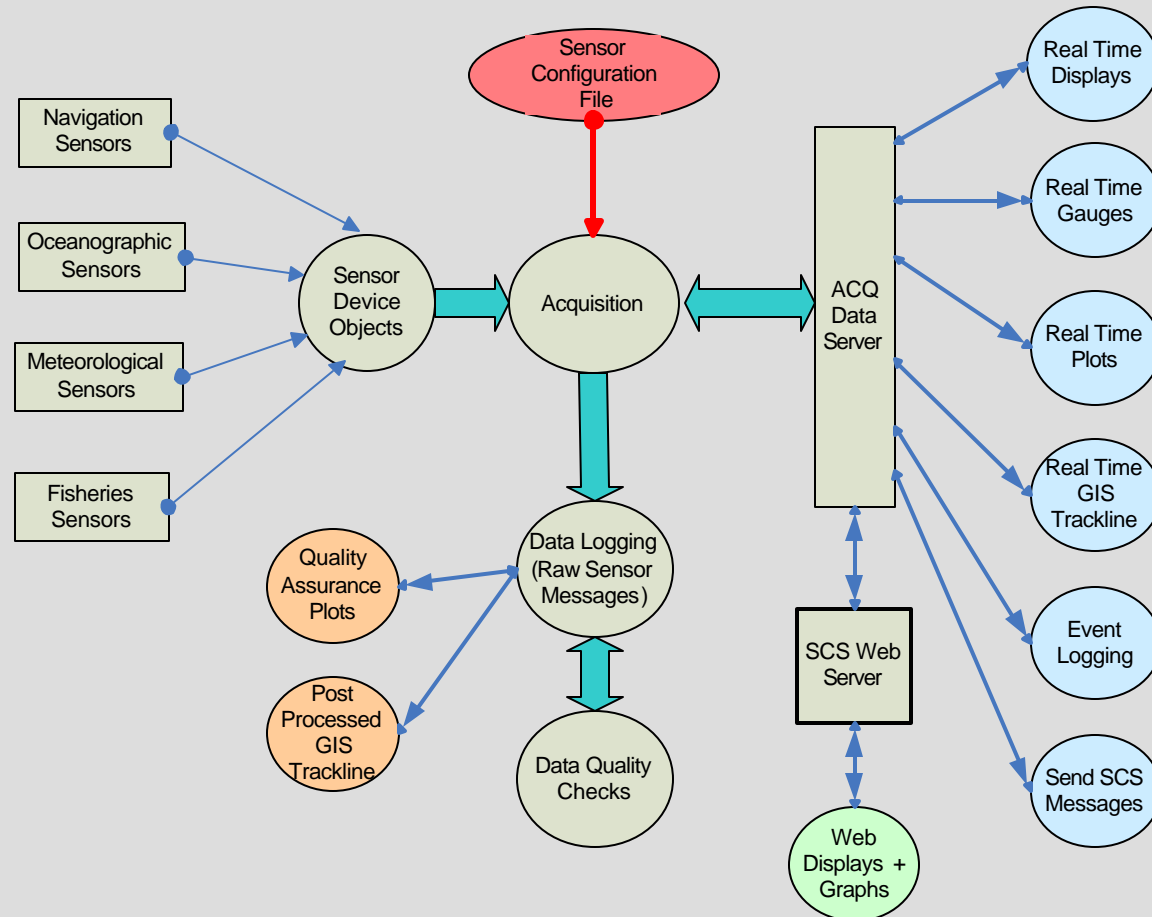 Sensor
Configuration
File
Real Time
Displays
Navigation
Sensors
Real Time
Gauges
Oceanographic
Sensors
Sensor
Device
Objects
Acquisition
ACQ
Data
Server
Real Time
Plots
Meteorological
Sensors
Real Time
GIS
Trackline
Fisheries
Sensors
Data Logging
(Raw Sensor
Messages)
Quality
Assurance
Plots
SCS Web
Server
Event
Logging
Post
Processed
GIS
Trackline
Data Quality
Checks
Send SCS
Messages
Web
Displays +
Graphs